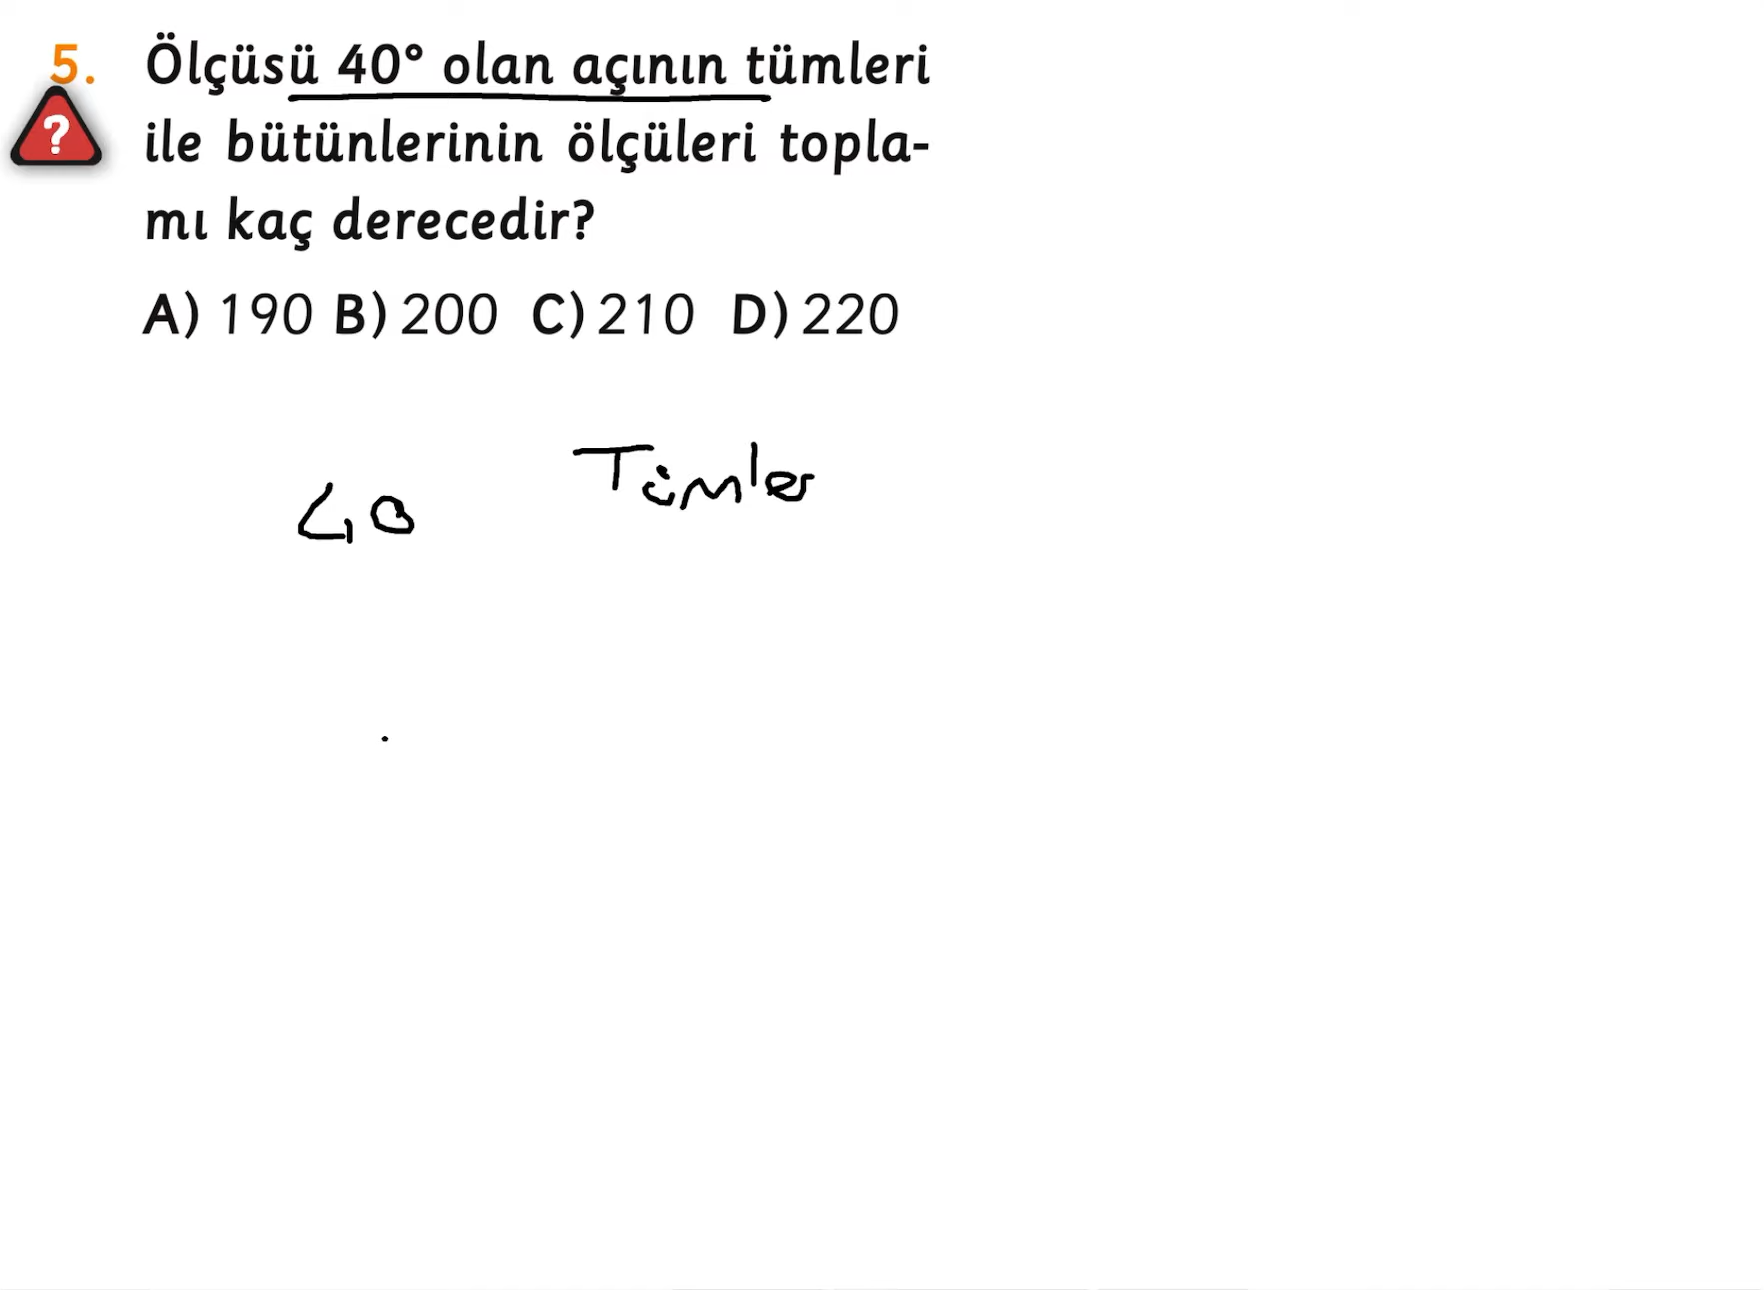 5. Ölçüsü 40° olan açının tümleri
ile bütünlerinin ölçüleri topla-
mı kaç derecedir?
A) 190 B) 200 C) 210 D) 220
?
Tümler
40